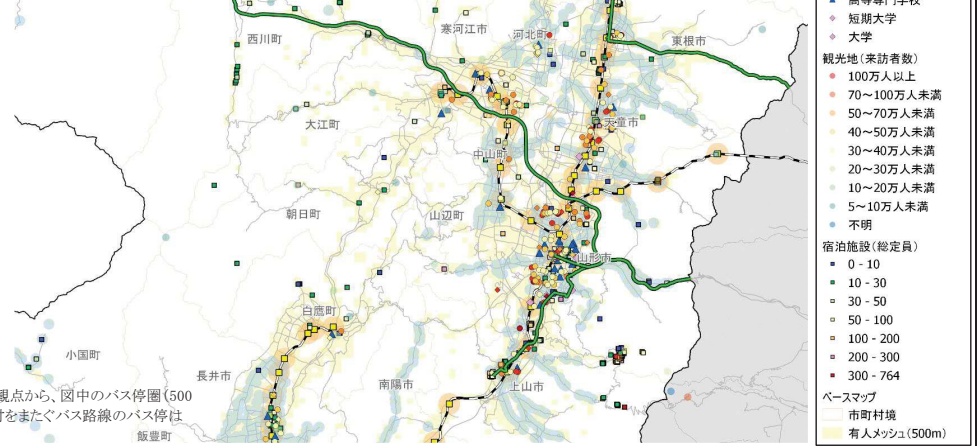 西川町
寒河江市
河北町
東根市
大江町
天童市
中山町
朝日町
山辺町
山形市
白鷹町
小国町
長井市
南陽市
上山市
飯豊町
観点から、図中のバス停圏(500
をまたぐバス路線のバス停は
高等専門学校
短期大学
大学
観光地(来訪者数)
100万人以上
70～100万人未満
50～70万人未満
40～50万人未満
30～40万人未満
20～30万人未満
10～20万人未満
5～10万人未満
不明
宿泊施設(総定員)
0 - 10
10 - 30
30 - 50
50 - 100
100 - 200
200 - 300
300 - 764
ベースマップ
市町村境
有人メッシュ(500m)